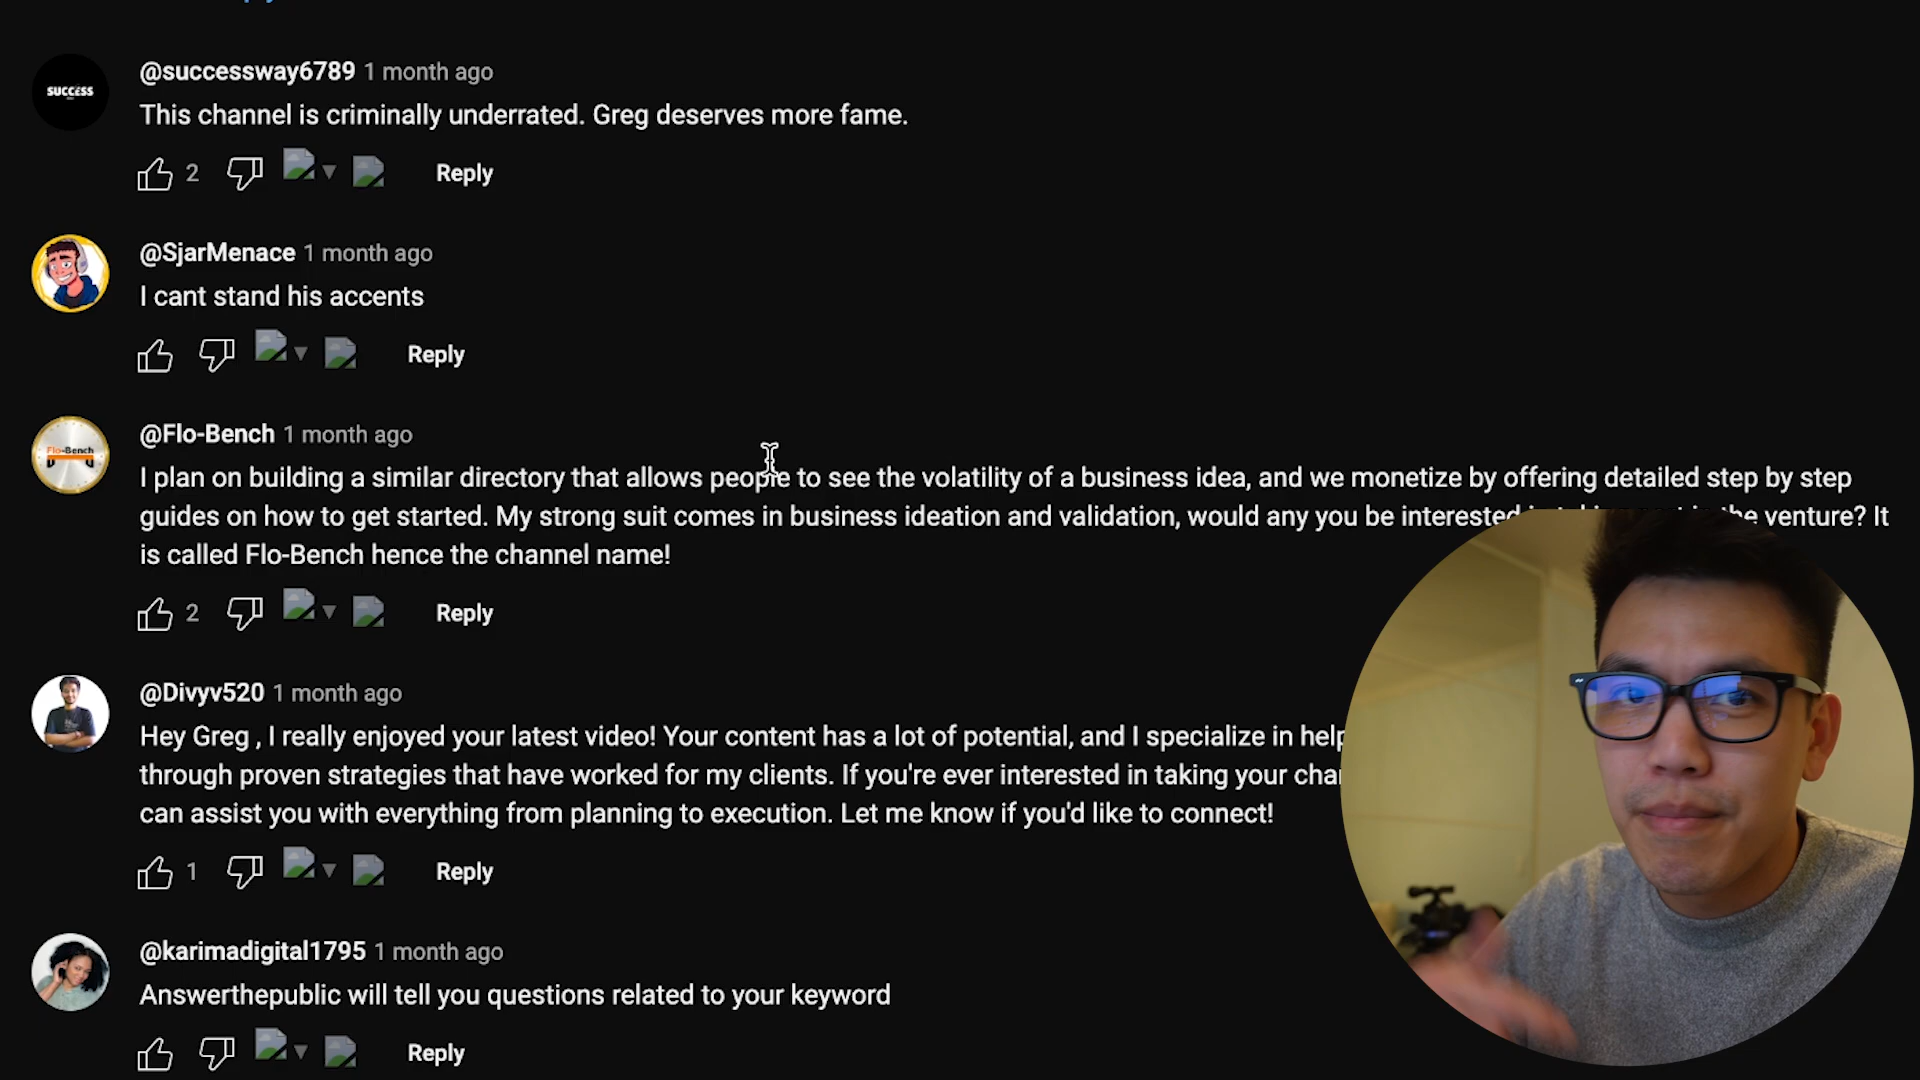 @successway6789 1 month ago
SUCCESS
This channel is criminally underrated. Greg deserves more fame.
2 Reply
@SjarMenace 1 month ago
I cant stand his accents
Reply
@Flo-Bench 1 month ago
Flo-Bench
I plan on building a similar directory that allows people to see the volatility of a business idea, and we monetize by offering detailed step by step
guides on how to get started. My strong suit comes in business ideation and validation, would any you be interested the venture? It
is called Flo-Bench hence the channel name!
2 Reply
@Divyv520 1 month ago
Hey Greg , I really enjoyed your latest video! Your content has a lot of potential, and I specialize in
through proven strategies that have worked for my clients. If you're ever interested in taking your
can assist you with everything from planning to execution. Let me know if you'd like to connect!
1 Reply
@karimadigital1795 1 month ago
Answerthepublic will tell you questions related to your keyword
Reply